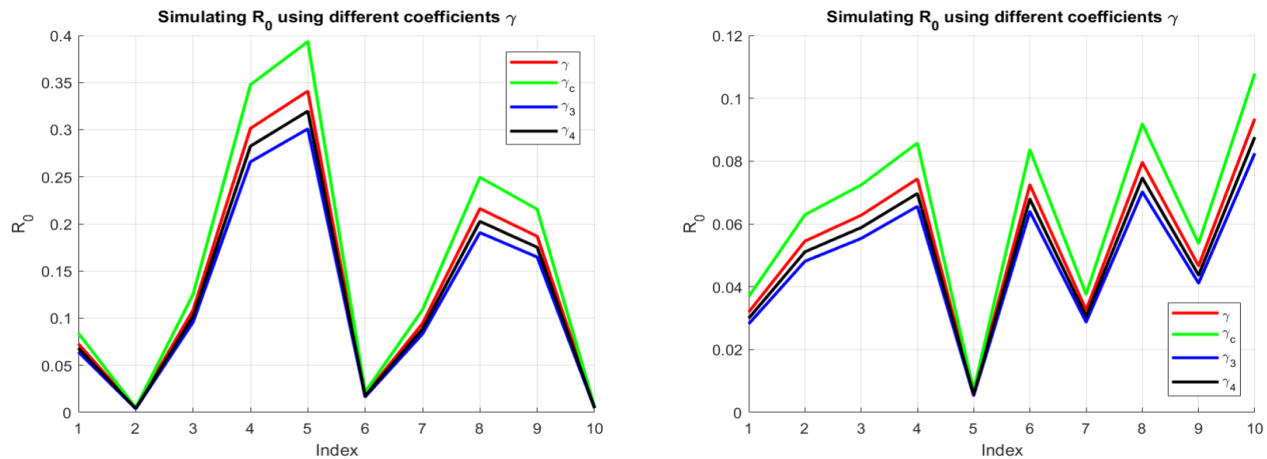 Simulating R₀ using different coefficients γ
0.4
0.35
0.3
0.25
0.2
0.15
0.1
0.05
0
R₀
1 2 3 4 5 6 7 8 9 10
Index
γ
γ_c
γ₃
γ₄
Simulating R₀ using different coefficients γ
0.12
0.1
0.08
0.06
0.04
0.02
0
R₀
1 2 3 4 5 6 7 8 9 10
Index
γ
γ_c
γ₃
γ₄